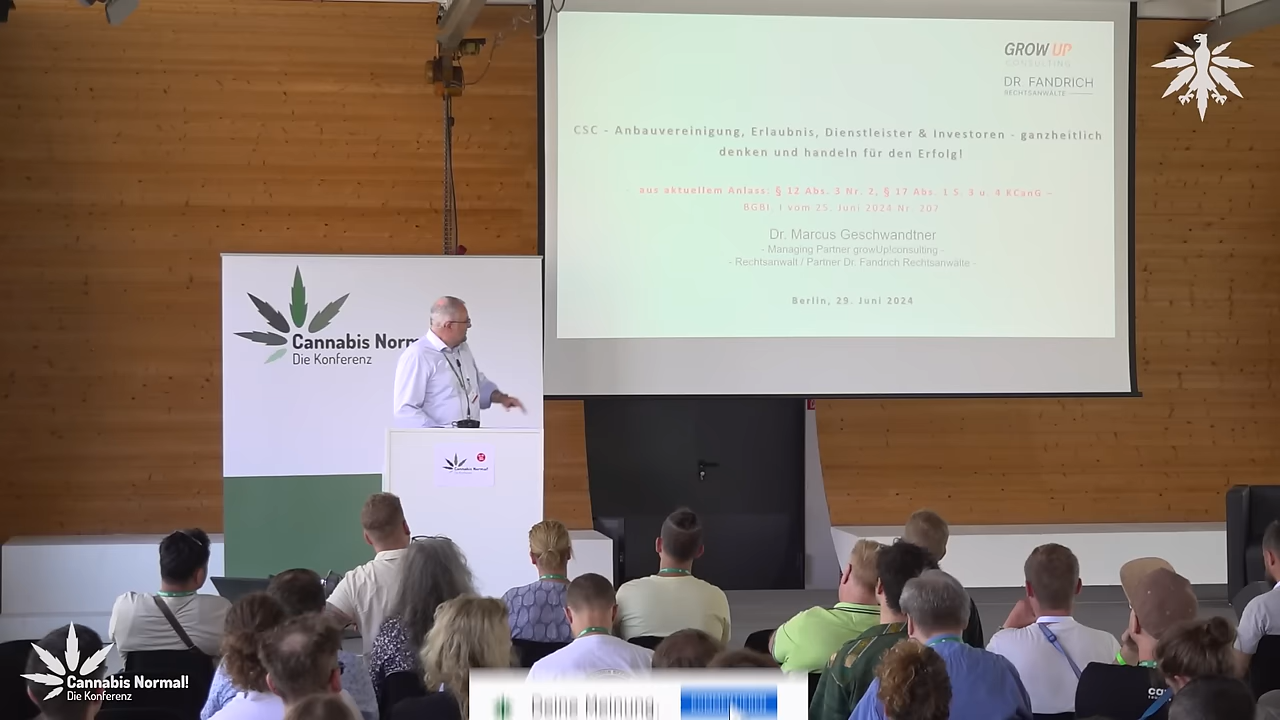 GROW UP
CONSULTING
DR. FANDRICH
RECHTSANWÄLTE
CSC - Anbauvereinigung, Erlaubnis, Dienstleister & Investoren - ganzheitlich
denken und handeln für den Erfolg!
aus aktuellem Anlass: § 12 Abs. 3 Nr. 2, § 17 Abs. 1 S. 3 u. 4 KCanG –
BGBl. I vom 25. Juni 2024 Nr. 207
Dr. Marcus Geschwandtner
- Managing Partner growUp!consulting -
- Rechtsanwalt / Partner Dr. Fandrich Rechtsanwälte -
Berlin, 29. Juni 2024
Cannabis Norm
Die Konferenz
Cannabis Normal!
Cannabis Normal!
Die Konferenz
Deine Meinung